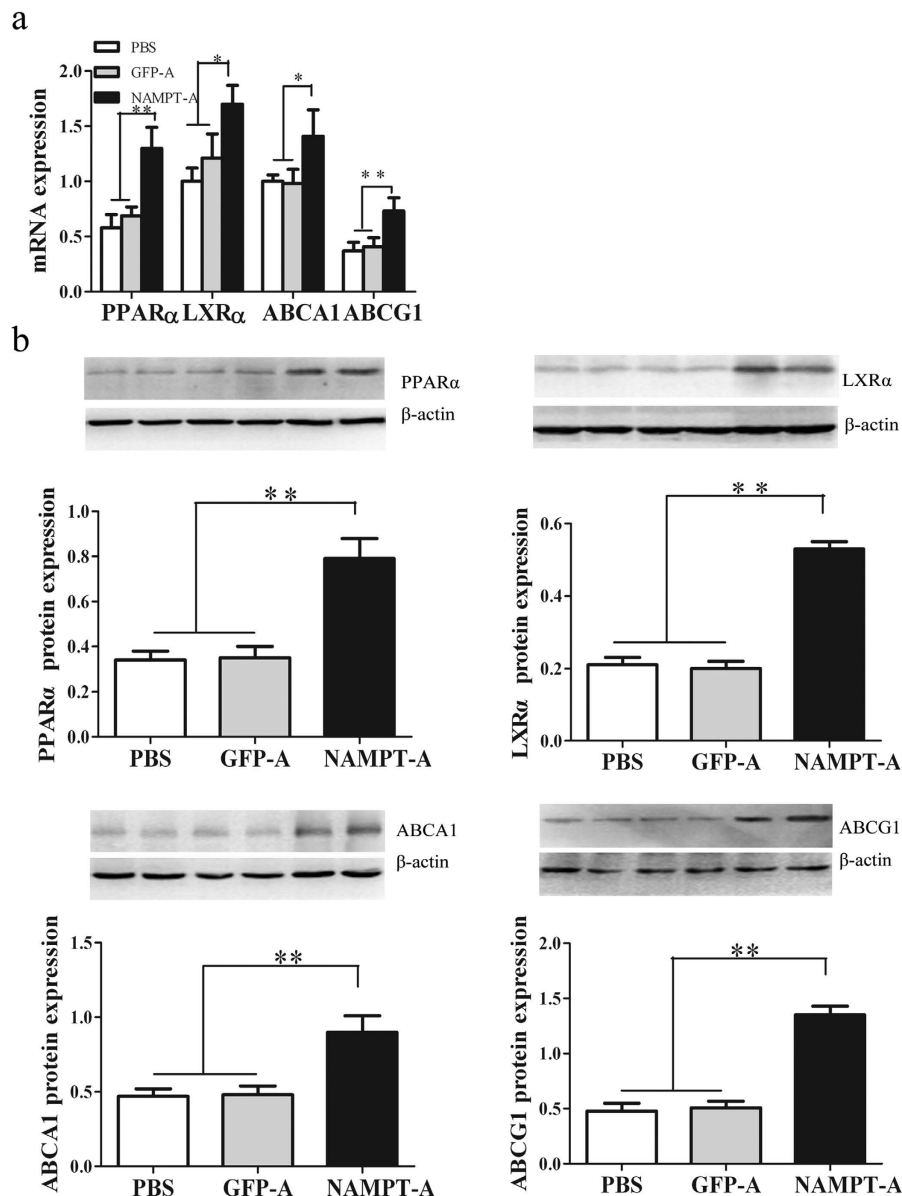 a
PBS
GFP-A
NAMPT-A
mRNA expression
2.0
1.5
1.0
0.5
0.0
**
*
*
**
PPARα LXRα ABCA1 ABCG1
b
PPARα
β-actin
LXRα
β-actin
PPARα protein expression
1.0
0.8
0.6
0.4
0.2
0.0
**
PBS GFP-A NAMPT-A
LXRα protein expression
0.6
0.4
0.2
0.0
**
PBS GFP-A NAMPT-A
ABCA1
β-actin
ABCG1
β-actin
ABCA1 protein expression
1.5
1.0
0.5
0.0
**
PBS GFP-A NAMPT-A
ABCG1 protein expression
2.0
1.5
1.0
0.5
0.0
**
PBS GFP-A NAMPT-A